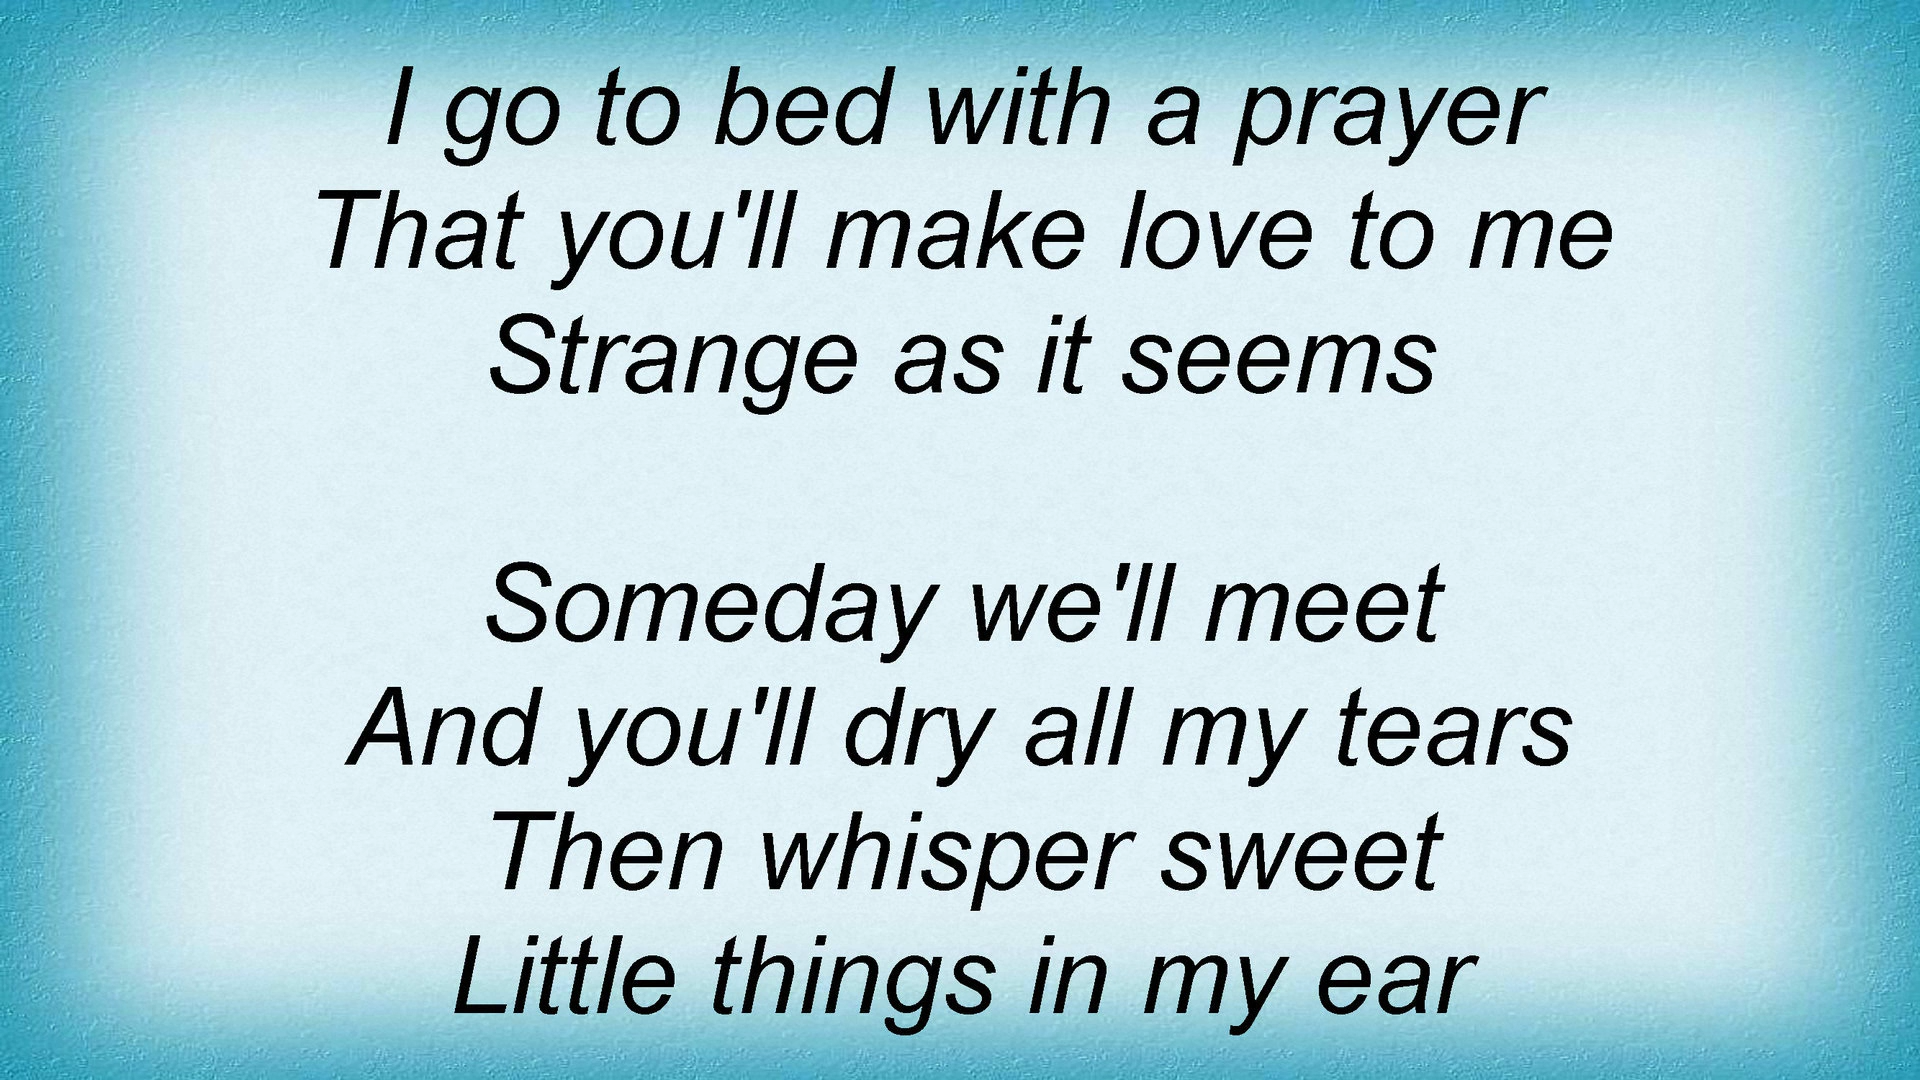 I go to bed with a prayer
That you'll make love to me
Strange as it seems
Someday we'll meet
And you'll dry all my tears
Then whisper sweet
Little things in my ear